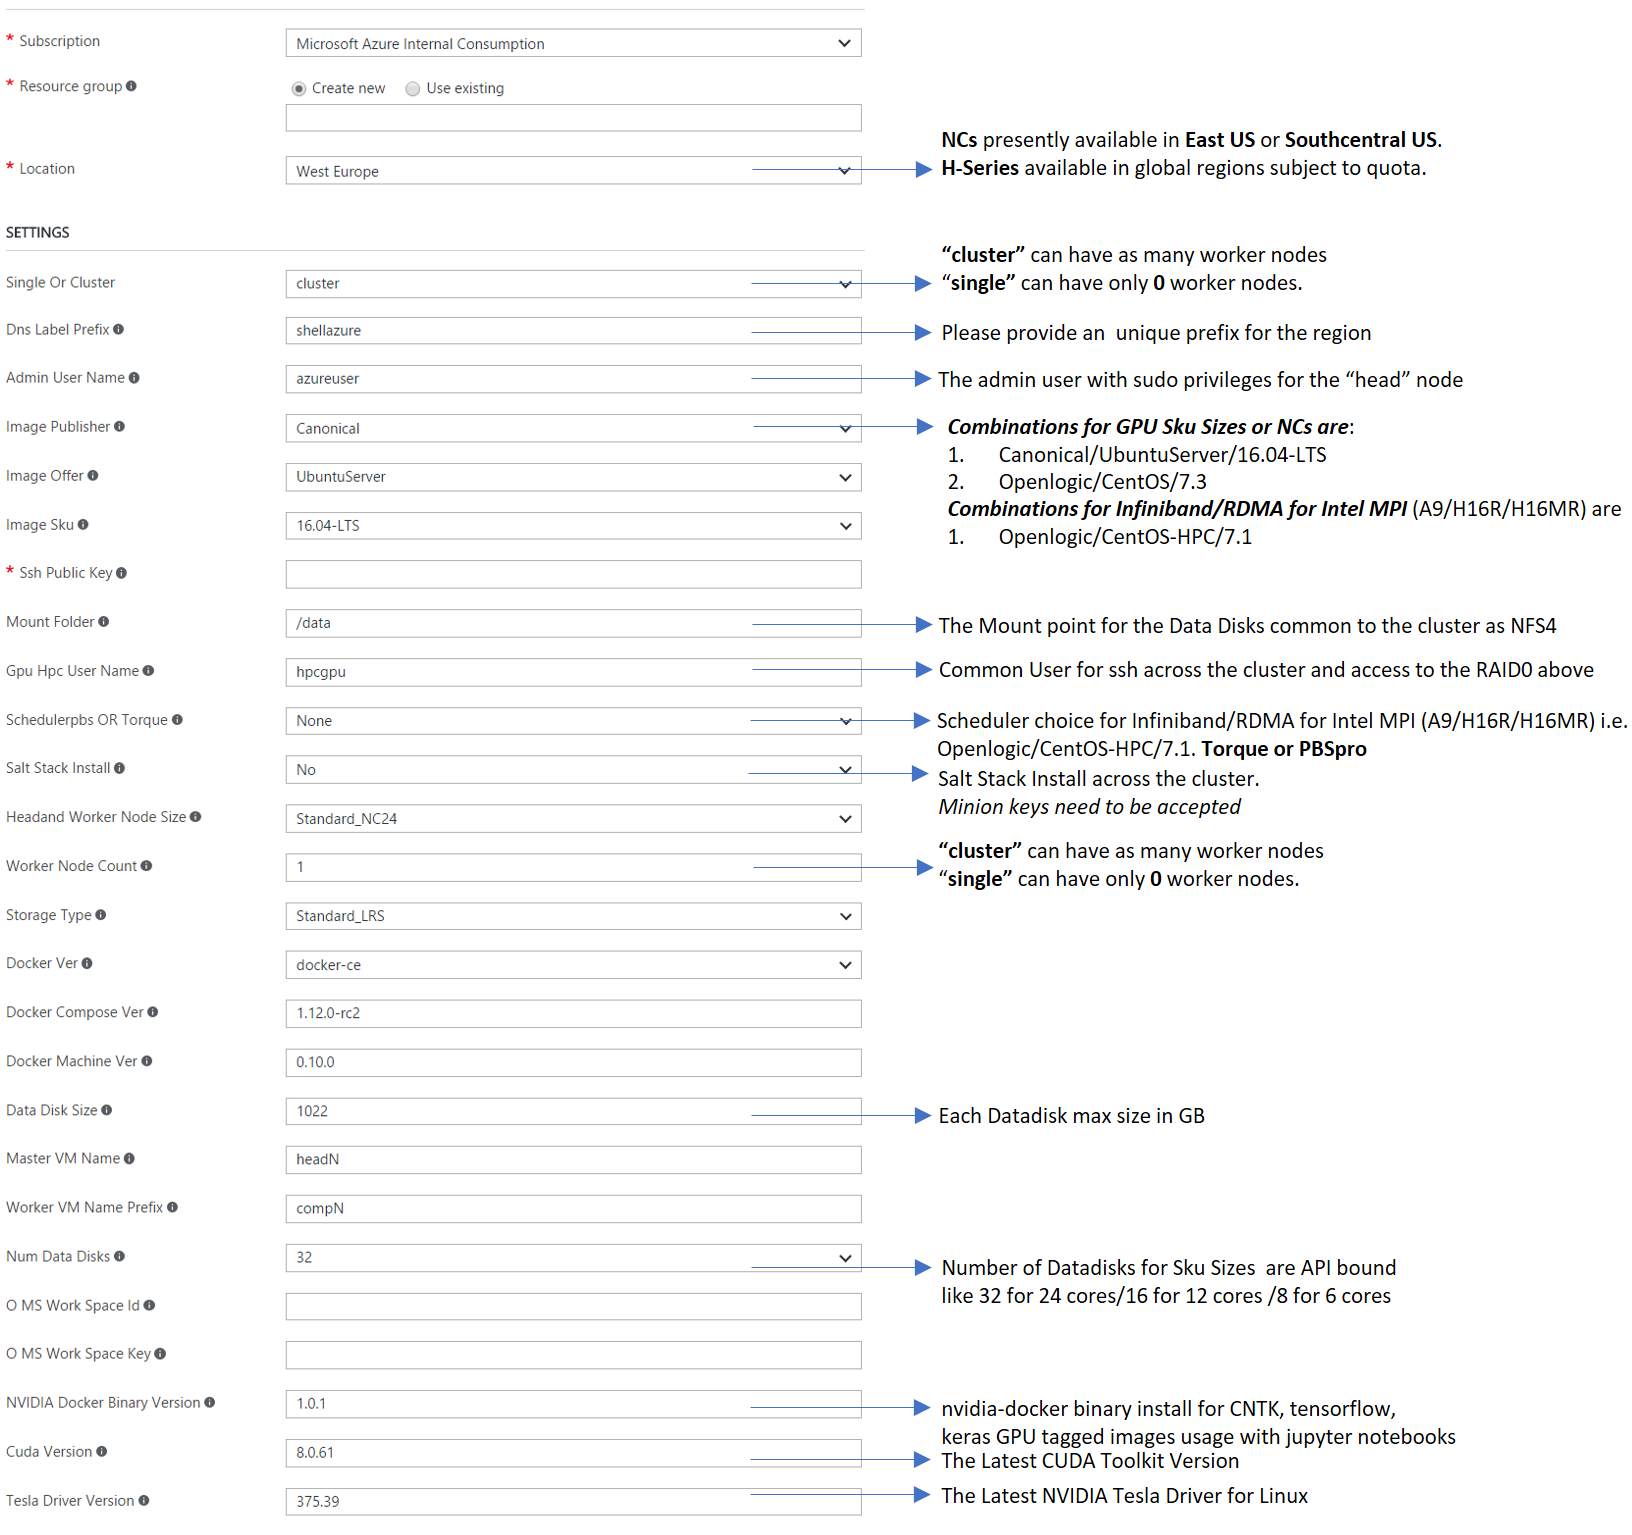 * Subscription
Microsoft Azure Internal Consumption
* Resource group
Create new
Use existing
* Location
West Europe
NCs presently available in East US or Southcentral US.
H-Series available in global regions subject to quota.
SETTINGS
Single Or Cluster
cluster
“cluster” can have as many worker nodes
“single” can have only 0 worker nodes.
Dns Label Prefix
shellazure
Please provide an  unique prefix for the region
Admin User Name
azureuser
The admin user with sudo privileges for the “head” node
Image Publisher
Canonical
Image Offer
UbuntuServer
Image Sku
16.04-LTS
Combinations for GPU Sku Sizes or NCs are:
1. Canonical/UbuntuServer/16.04-LTS
2. Openlogic/CentOS/7.3
Combinations for Infiniband/RDMA for Intel MPI (A9/H16R/H16MR) are
1. Openlogic/CentOS-HPC/7.1
* Ssh Public Key
Mount Folder
/data
The Mount point for the Data Disks common to the cluster as NFS4
Gpu Hpc User Name
hpcgpu
Common User for ssh across the cluster and access to the RAID0 above
Schedulerpbs OR Torque
None
Scheduler choice for Infiniband/RDMA for Intel MPI (A9/H16R/H16MR) i.e.
Openlogic/CentOS-HPC/7.1. Torque or PBSpro
Salt Stack Install
No
Salt Stack Install across the cluster.
Minion keys need to be accepted
Headand Worker Node Size
Standard_NC24
Worker Node Count
1
“cluster” can have as many worker nodes
“single” can have only 0 worker nodes.
Storage Type
Standard_LRS
Docker Ver
docker-ce
Docker Compose Ver
1.12.0-rc2
Docker Machine Ver
0.10.0
Data Disk Size
1022
Each Datadisk max size in GB
Master VM Name
headN
Worker VM Name Prefix
compN
Num Data Disks
32
Number of Datadisks for Sku Sizes  are API bound
like 32 for 24 cores/16 for 12 cores /8 for 6 cores
O MS Work Space Id
O MS Work Space Key
NVIDIA Docker Binary Version
1.0.1
nvidia-docker binary install for CNTK, tensorflow,
keras GPU tagged images usage with jupyter notebooks
Cuda Version
8.0.61
The Latest CUDA Toolkit Version
Tesla Driver Version
375.39
The Latest NVIDIA Tesla Driver for Linux